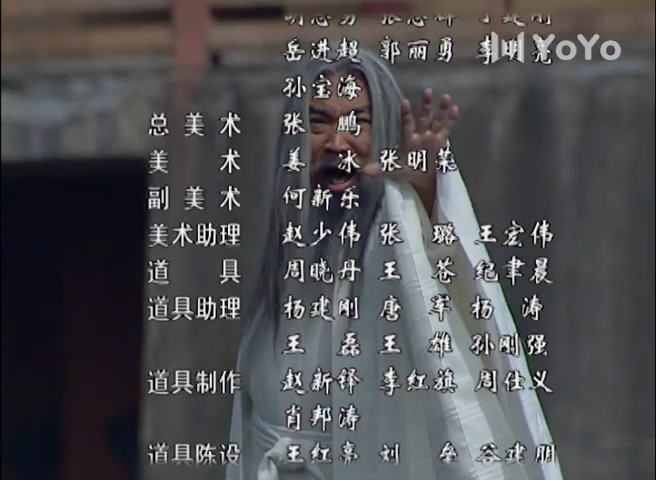 YoYo
岳进超 郭丽勇 李明亮
孙宝海
总美术 张鹏
美术 姜冰 张明荣
副美术 何新乐
美术助理 赵少伟 张璐 王宏伟
道具 周晓丹 王苍 纪聿晨
道具助理 杨建刚 唐军 杨涛
王磊 王雄 孙刚强
道具制作 赵新铎 李红旗 周仕义
肖邦涛
道具陈设 王红亮 刘垒 谷建朋